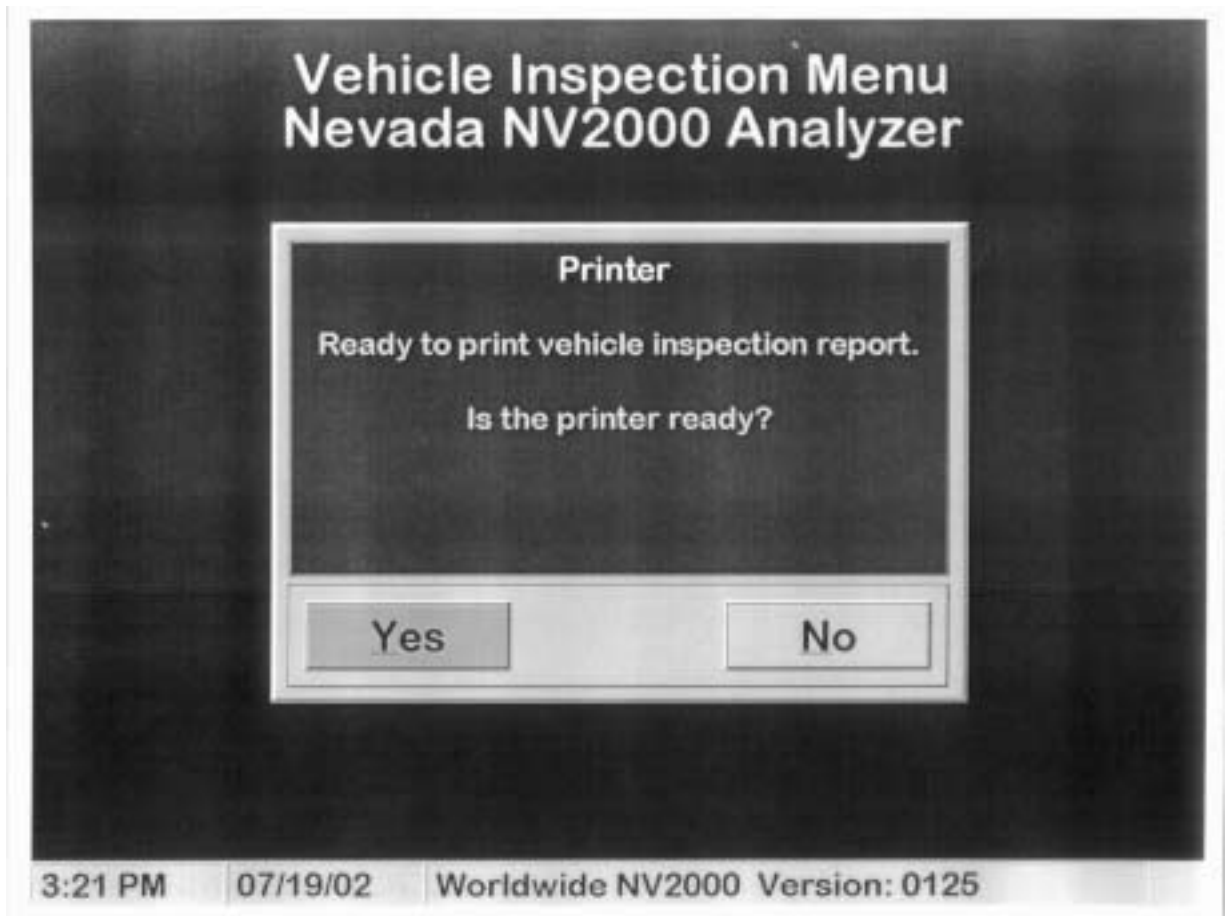 Vehicle Inspection Menu
Nevada NV2000 Analyzer
Printer
Ready to print vehicle inspection report.
Is the printer ready?
Yes
No
3:21 PM 07/19/02 Worldwide NV2000 Version: 0125